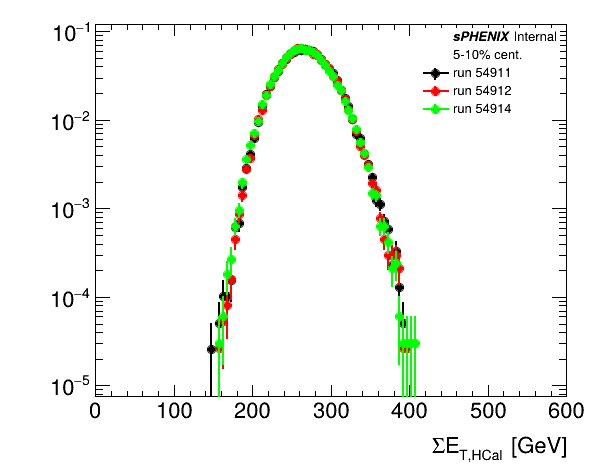 10⁻¹
10⁻²
10⁻³
10⁻⁴
10⁻⁵
sPHENIX Internal
5-10% cent.
run 54911
run 54912
run 54914
0 100 200 300 400 500 600
ΣE_T,HCal [GeV]